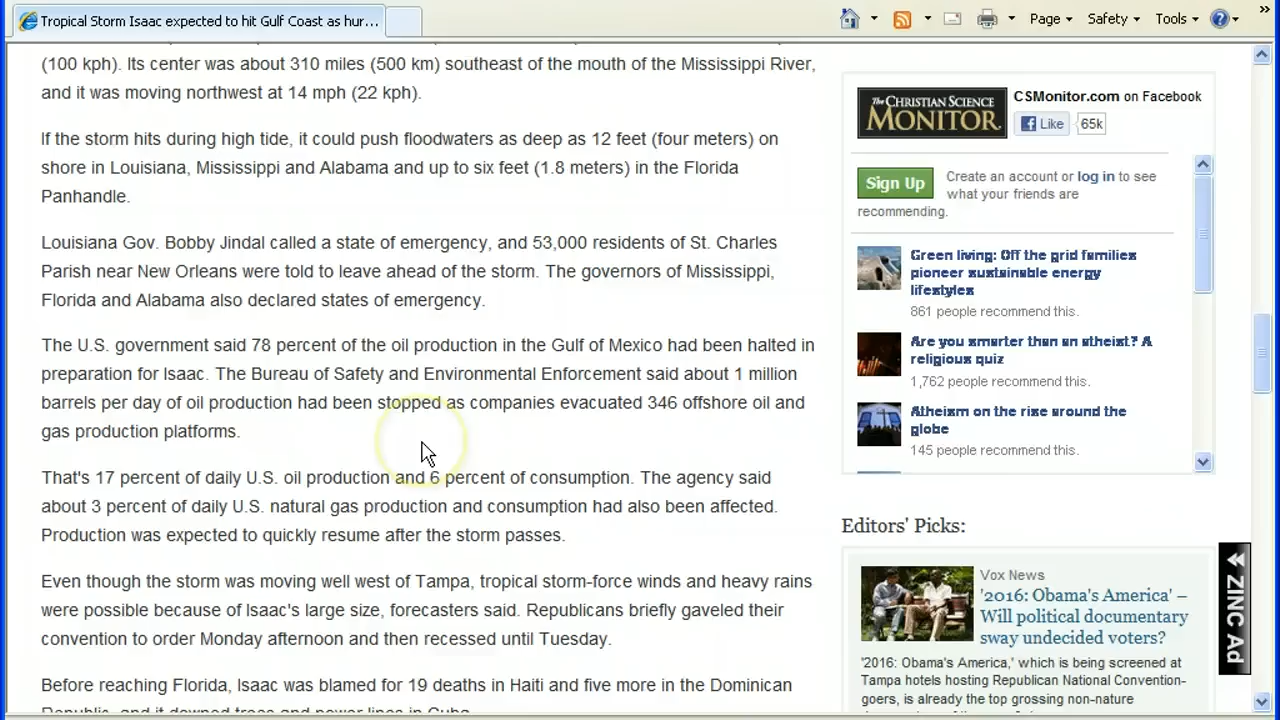 Tropical Storm Isaac expected to hit Gulf Coast as hur...
Page
Safety
Tools
(100 kph). Its center was about 310 miles (500 km) southeast of the mouth of the Mississippi River,
and it was moving northwest at 14 mph (22 kph).
If the storm hits during high tide, it could push floodwaters as deep as 12 feet (four meters) on
shore in Louisiana, Mississippi and Alabama and up to six feet (1.8 meters) in the Florida
Panhandle.
Louisiana Gov. Bobby Jindal called a state of emergency, and 53,000 residents of St. Charles
Parish near New Orleans were told to leave ahead of the storm. The governors of Mississippi,
Florida and Alabama also declared states of emergency.
The U.S. government said 78 percent of the oil production in the Gulf of Mexico had been halted in
preparation for Isaac. The Bureau of Safety and Environmental Enforcement said about 1 million
barrels per day of oil production had been stopped as companies evacuated 346 offshore oil and
gas production platforms.
That's 17 percent of daily U.S. oil production and 6 percent of consumption. The agency said
about 3 percent of daily U.S. natural gas production and consumption had also been affected.
Production was expected to quickly resume after the storm passes.
Even though the storm was moving well west of Tampa, tropical storm-force winds and heavy rains
were possible because of Isaac's large size, forecasters said. Republicans briefly gaveled their
convention to order Monday afternoon and then recessed until Tuesday.
Before reaching Florida, Isaac was blamed for 19 deaths in Haiti and five more in the Dominican
Republic, and it downed trees and power lines in Cuba.
The CHRISTIAN SCIENCE
MONITOR
CSMonitor.com on Facebook
Like 65k
Sign Up
Create an account or log in to see
what your friends are
recommending.
Green living: Off the grid families
pioneer sustainable energy
lifestyles
861 people recommend this.
Are you smarter than an atheist? A
religious quiz
1,762 people recommend this.
Atheism on the rise around the
globe
145 people recommend this.
Editors' Picks:
Vox News
'2016: Obama's America' –
Will political documentary
sway undecided voters?
'2016: Obama's America,' which is being screened at
Tampa hotels hosting Republican National Convention-
goers, is already the top grossing non-nature
ZINC Ad